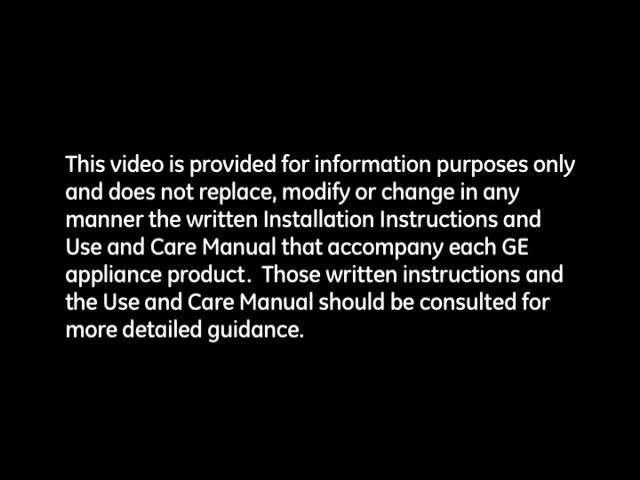 This video is provided for information purposes only
and does not replace, modify or change in any
manner the written Installation Instructions and
Use and Care Manual that accompany each GE
appliance product.  Those written instructions and
the Use and Care Manual should be consulted for
more detailed guidance.